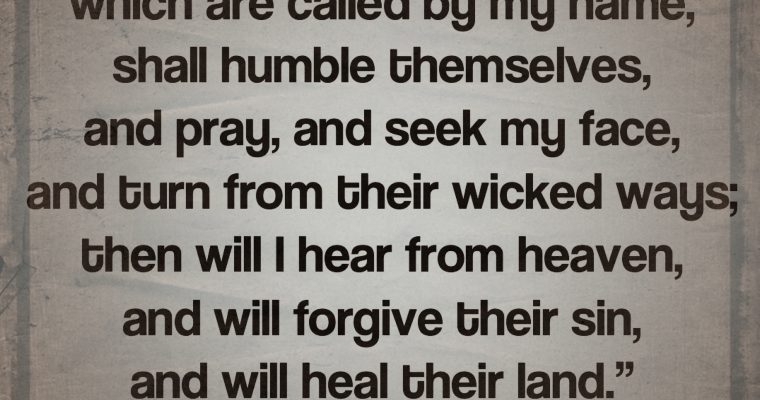 which are called by my name,
shall humble themselves,
and pray, and seek my face,
and turn from their wicked ways;
then will I hear from heaven,
and will forgive their sin,
and will heal their land.”